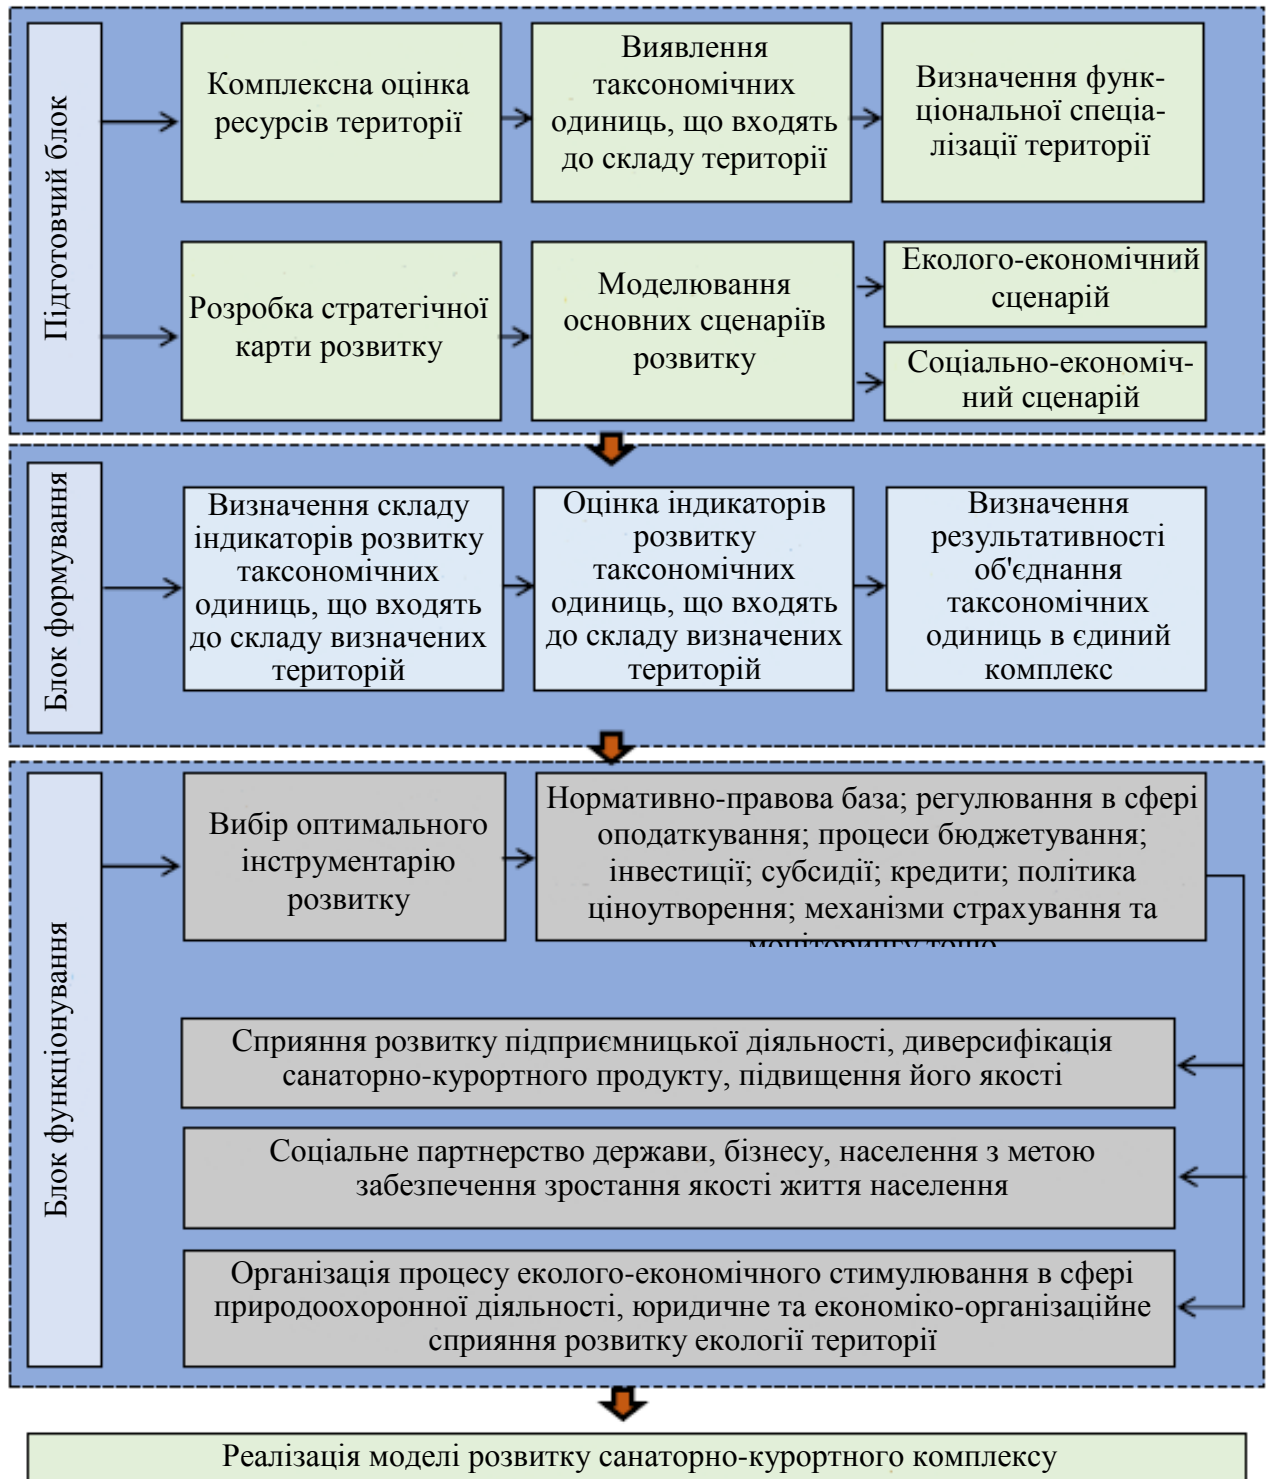 Підготовчий блок
Комплексна оцінка
ресурсів території
Виявлення
таксономічних
одиниць, що входять
до складу території
Визначення функ-
ціональної спеціа-
лізації території
Розробка стратегічної
карти розвитку
Моделювання
основних сценаріїв
розвитку
Еколого-економічний
сценарій
Соціально-економіч-
ний сценарій
Блок формування
Визначення складу
індикаторів розвитку
таксономічних
одиниць, що входять
до складу визначених
територій
Оцінка індикаторів
розвитку
таксономічних
одиниць, що входять
до складу визначених
територій
Визначення
результативності
об'єднання
таксономічних
одиниць в єдиний
комплекс
Блок функціонування
Вибір оптимального
інструментарію
розвитку
Нормативно-правова база; регулювання в сфері
оподаткування; процеси бюджетування;
інвестиції; субсидії; кредити; політика
ціноутворення; механізми страхування та
моніторингу тощо
Сприяння розвитку підприємницької діяльності, диверсифікація
санаторно-курортного продукту, підвищення його якості
Соціальне партнерство держави, бізнесу, населення з метою
забезпечення зростання якості життя населення
Організація процесу еколого-економічного стимулювання в сфері
природоохоронної діяльності, юридичне та економіко-організаційне
сприяння розвитку екології території
Реалізація моделі розвитку санаторно-курортного комплексу